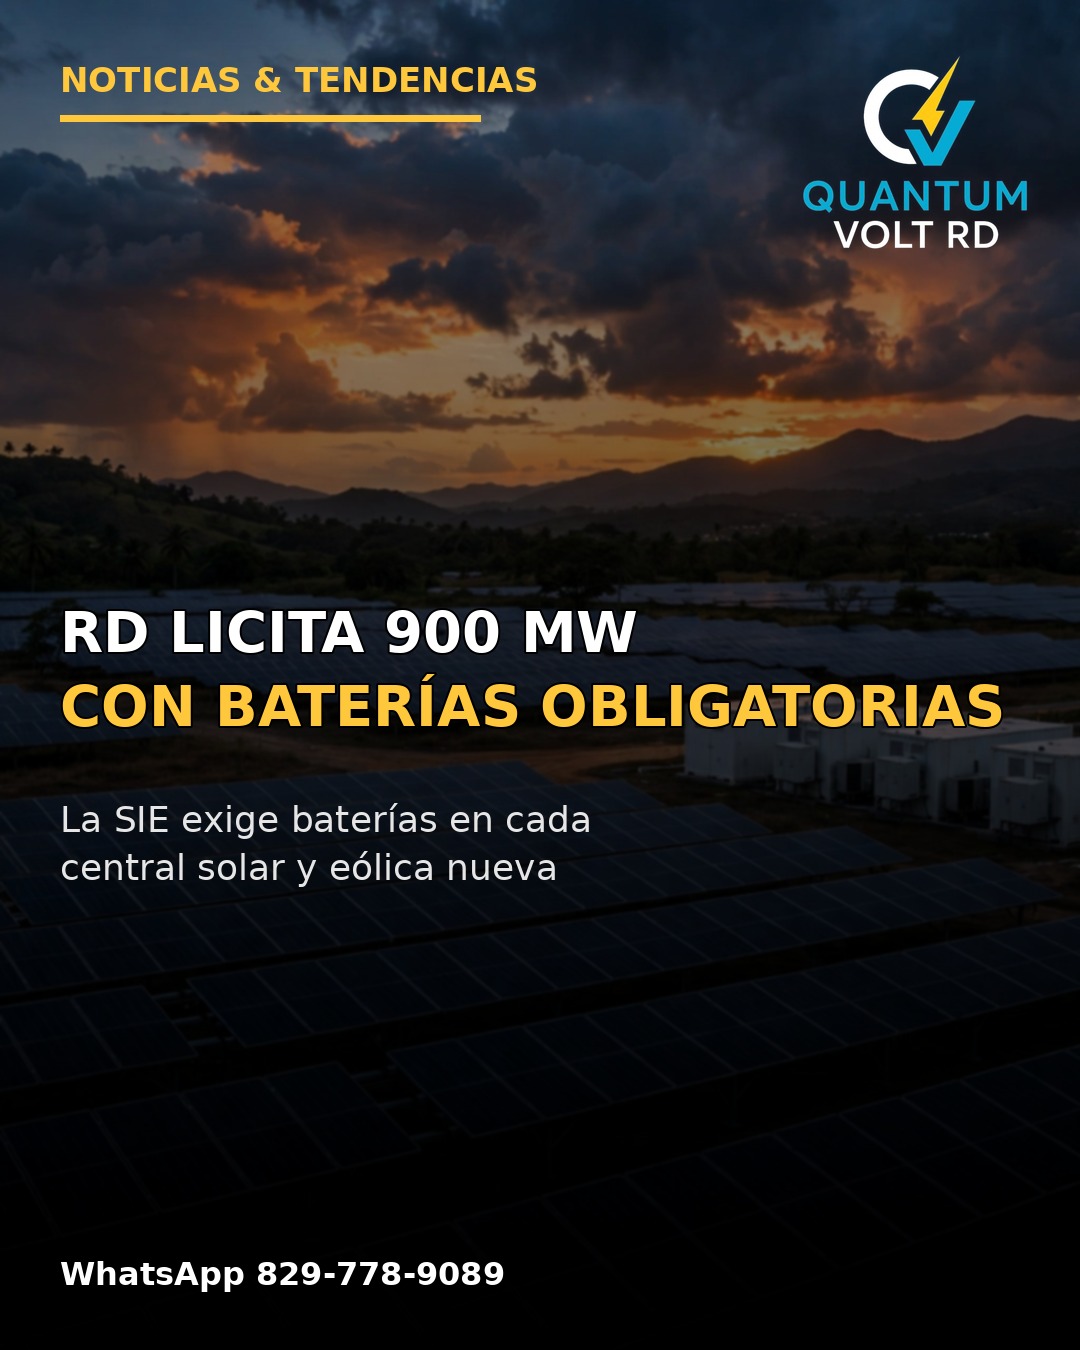 NOTICIAS & TENDENCIAS
QUANTUM
VOLT RD
RD LICITA 900 MW
CON BATERÍAS OBLIGATORIAS
La SIE exige baterías en cada
central solar y eólica nueva
WhatsApp 829-778-9089